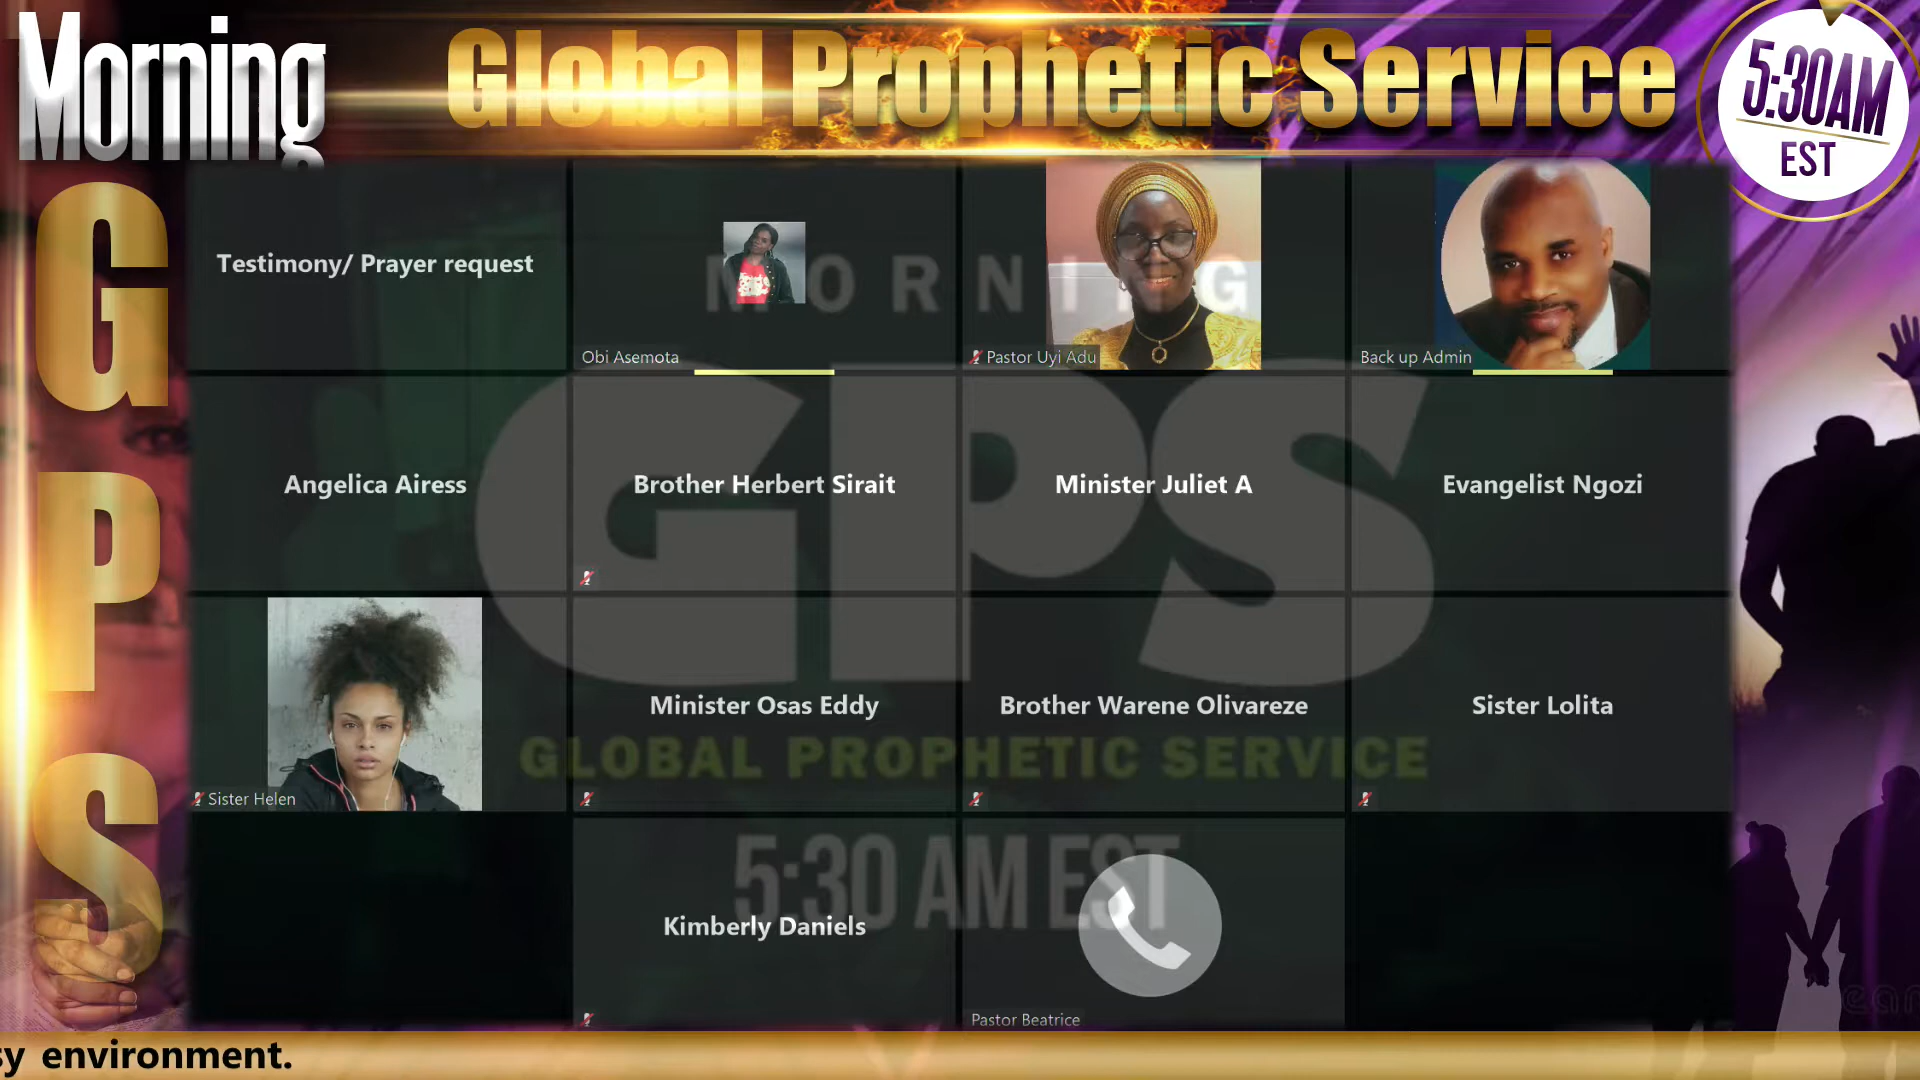 Morning
Global Prophetic Service
5:30AM
EST
GPS
Testimony/ Prayer request
MORNING
Obi Asemota
Pastor Uyi Adu
Back up Admin
Angelica Airess
Brother Herbert Sirait
Minister Juliet A
Evangelist Ngozi
GPS
Minister Osas Eddy
Brother Warene Olivareze
Sister Lolita
GLOBAL PROPHETIC SERVICE
Sister Helen
5:30 AM EST
Kimberly Daniels
Pastor Beatrice
environment.